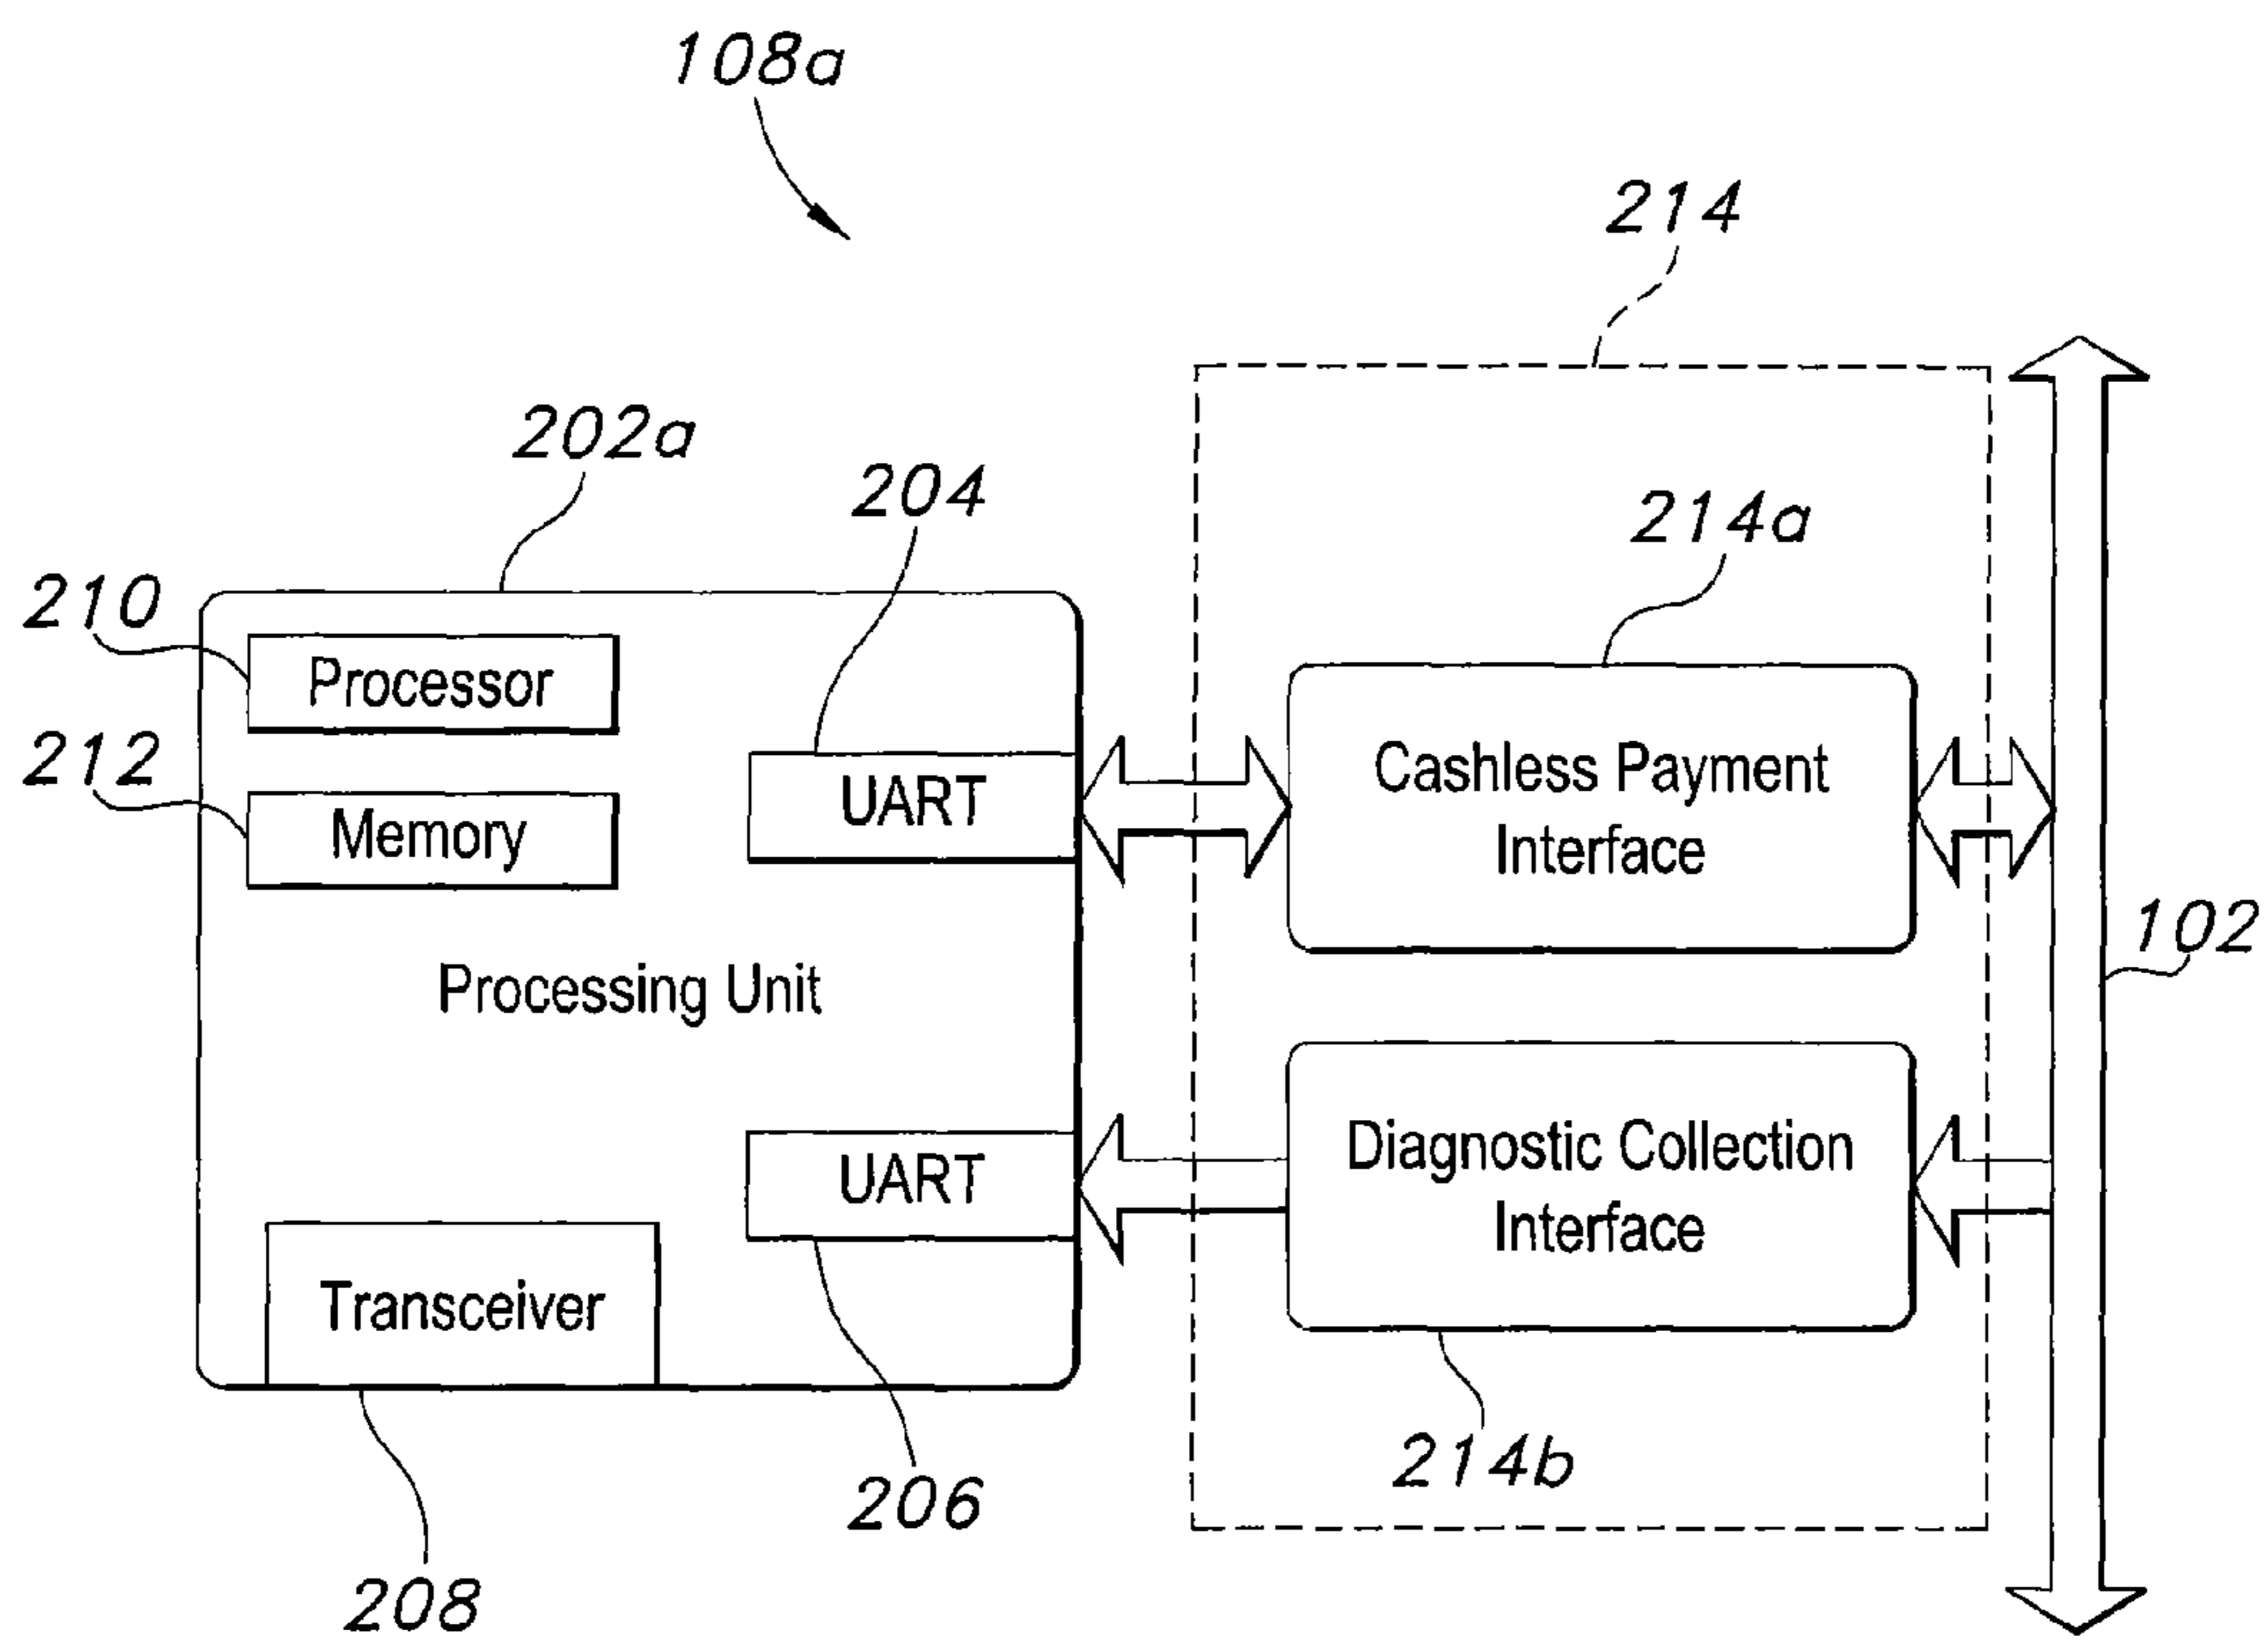 108a
214
202a
204
214a
210
Processor
212
Memory
UART
Cashless Payment
Interface
102
Processing Unit
UART
Diagnostic Collection
Interface
Transceiver
214b
206
208